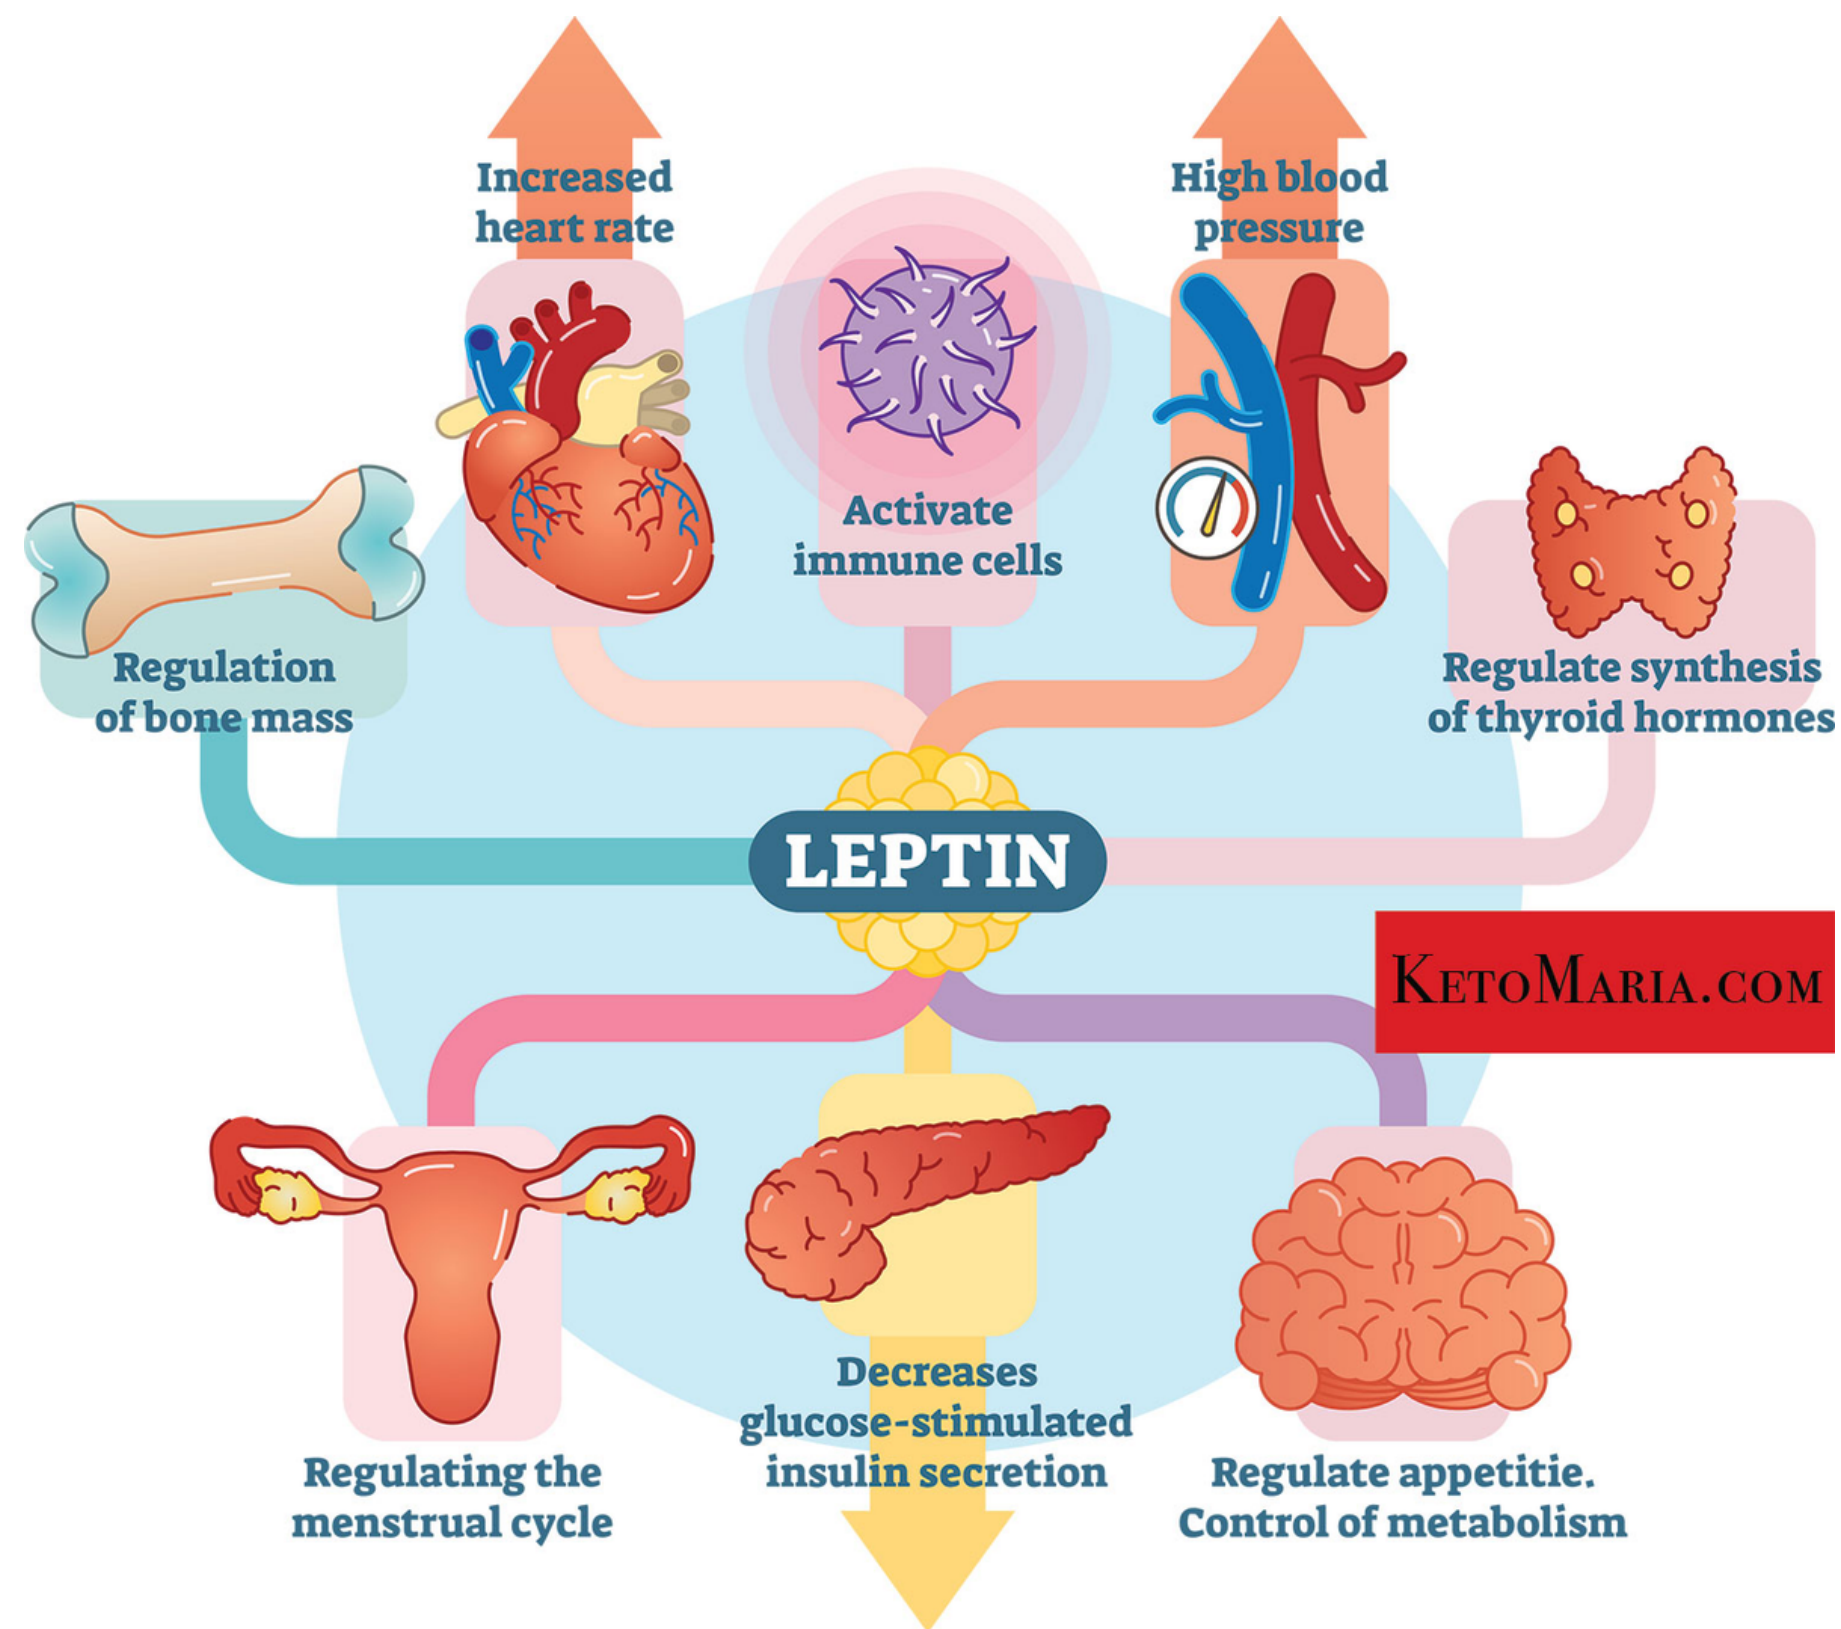 Increased
heart rate
High blood
pressure
Activate
immune cells
Regulation
of bone mass
Regulate synthesis
of thyroid hormones
LEPTIN
KETOMARIA.COM
Regulating the
menstrual cycle
Decreases
glucose-stimulated
insulin secretion
Regulate appetitie.
Control of metabolism